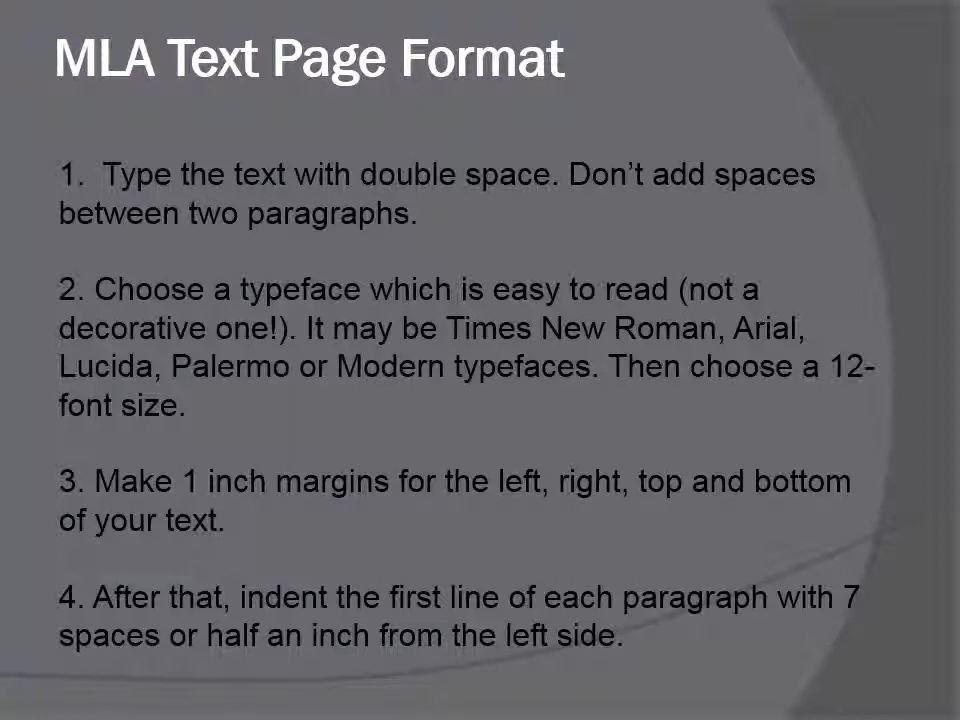 MLA Text Page Format
1. Type the text with double space. Don’t add spaces
between two paragraphs.
2. Choose a typeface which is easy to read (not a
decorative one!). It may be Times New Roman, Arial,
Lucida, Palermo or Modern typefaces. Then choose a 12-
font size.
3. Make 1 inch margins for the left, right, top and bottom
of your text.
4. After that, indent the first line of each paragraph with 7
spaces or half an inch from the left side.